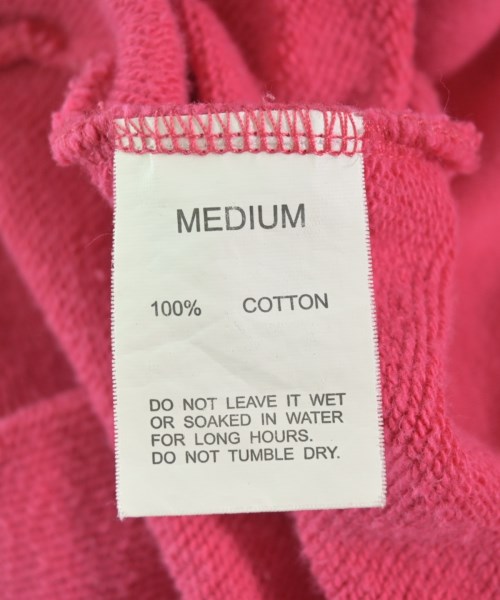 MEDIUM
100% COTTON
DO NOT LEAVE IT WET
OR SOAKED IN WATER
FOR LONG HOURS.
DO NOT TUMBLE DRY.